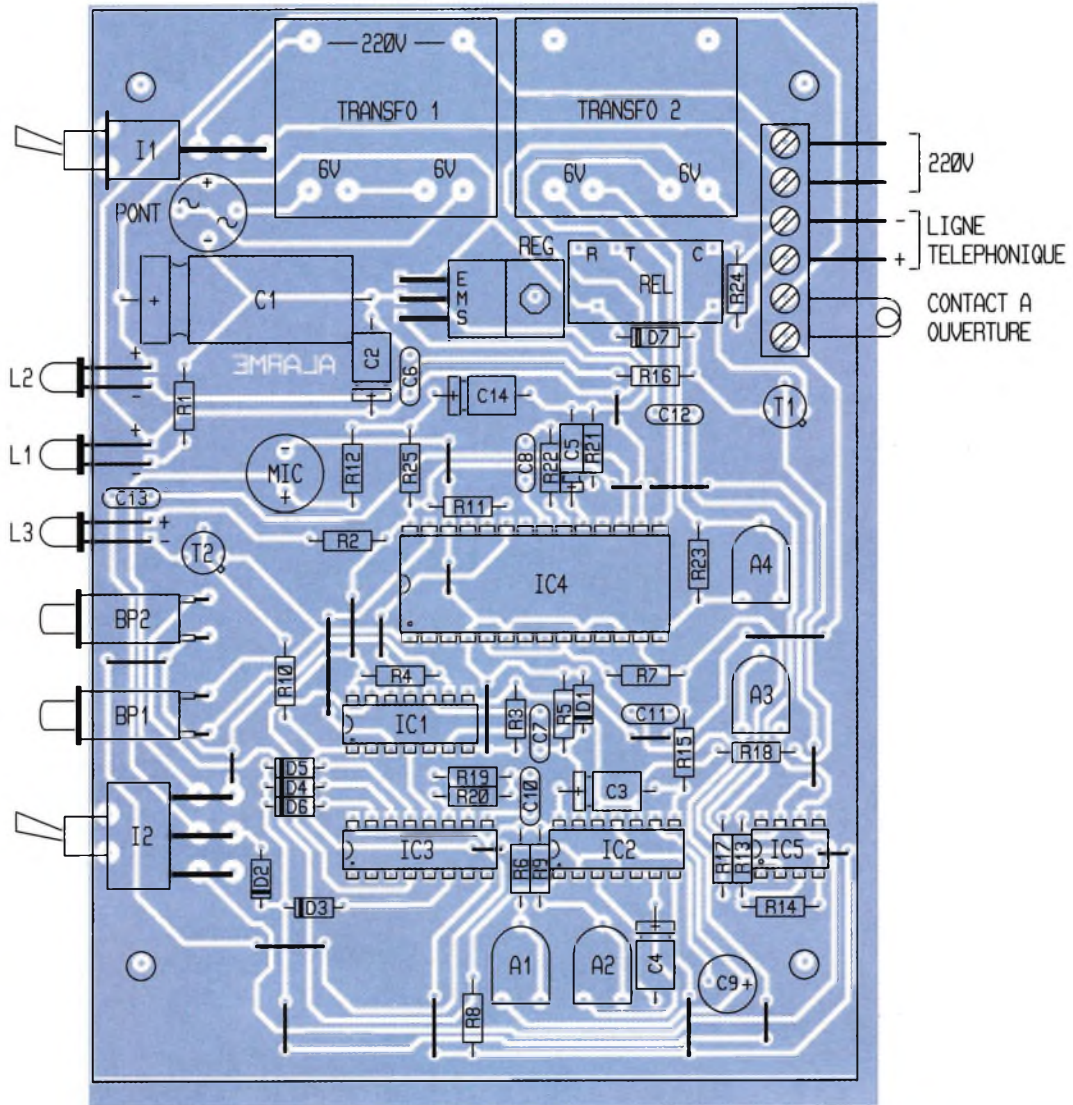 220V
TRANSFO 1
TRANSFO 2
6V 6V 6V 6V
I1
220V
PONT
+
-
-
+
LIGNE
TELEPHONIQUE
CONTACT A
OUVERTURE
REG
E
M
S
R T C
REL
R24
+ C1
D7
C2
+
C6
R16
ALARME
L2
+
-
R1
C14
+
C12
T1
L1
+
-
MIC
-
+
R12
R25
C8
R22
C5
+
R21
C13
L3
+
-
R11
T2
R2
IC4
R23
A4
BP2
R10
R4
R7
A3
BP1
IC1
R3
C7
R5
D1
C11
R15
R18
D5
D4
D6
R19
R20
C10
+ C3
I2
IC3
IC2
IC5
R17
R13
D2
R6
R9
D3
R14
A1
A2
+
C4
C9+
R8